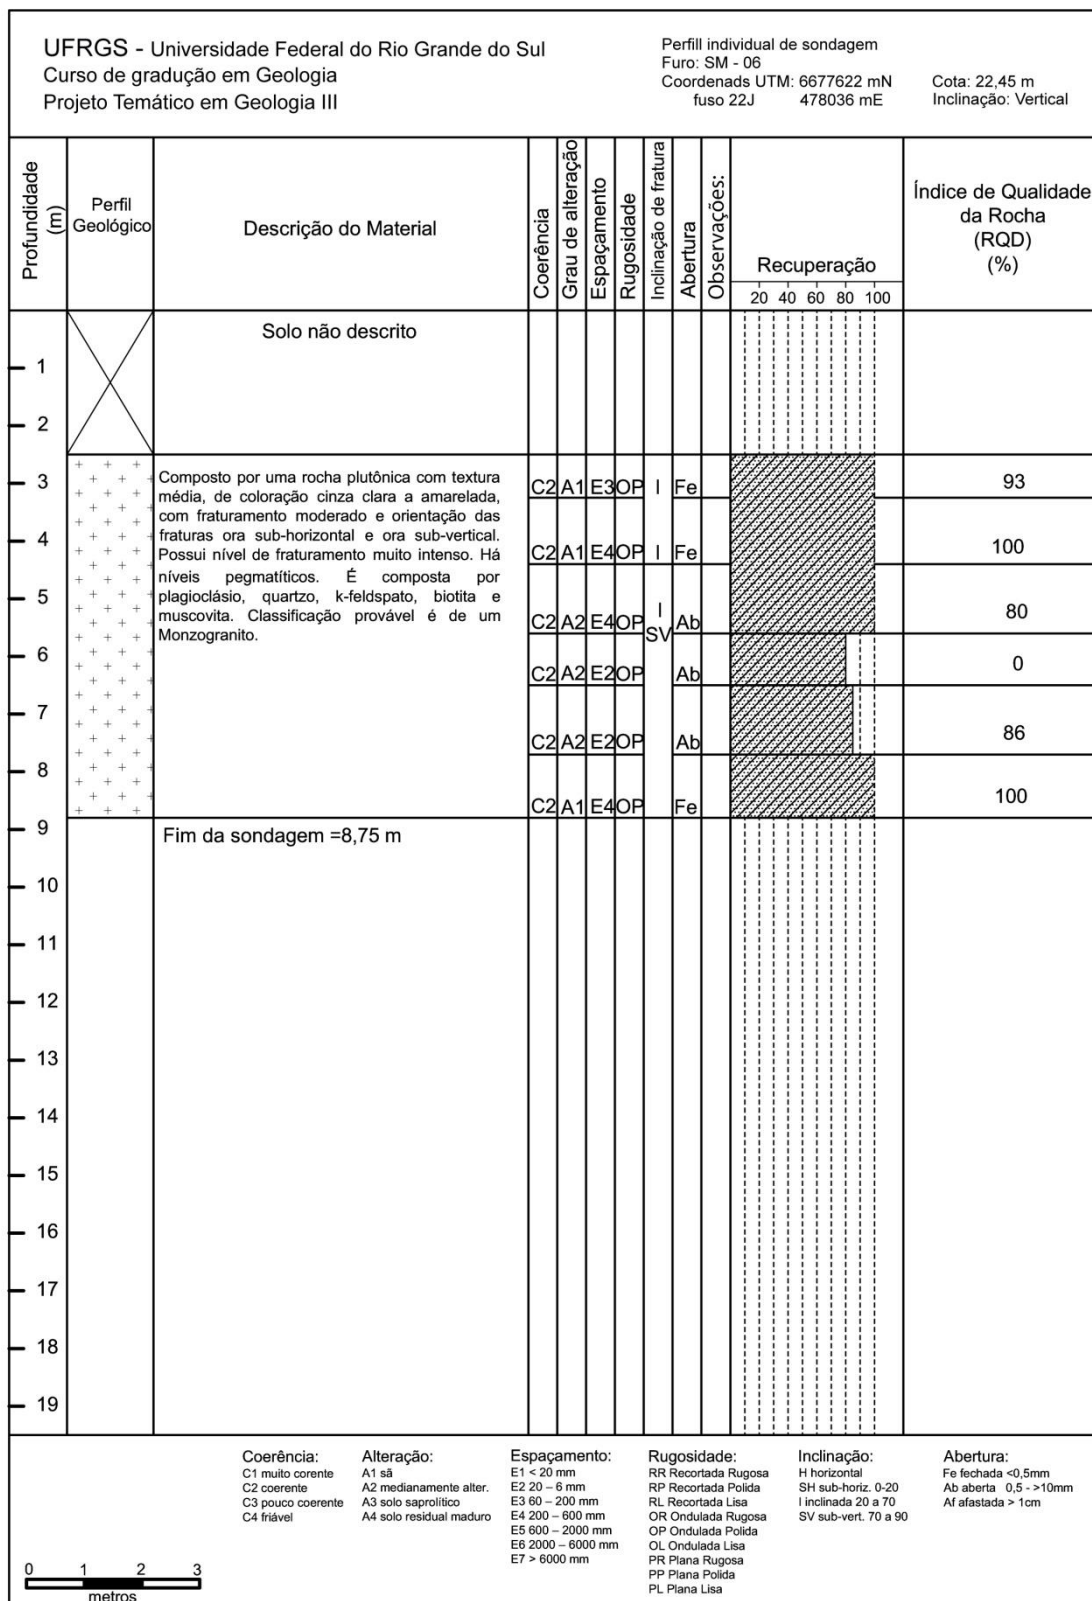 UFRGS - Universidade Federal do Rio Grande do Sul
Curso de gradução em Geologia
Projeto Temático em Geologia III
Perfill individual de sondagem
Furo: SM - 06
Coordenads UTM: 6677622 mN
fuso 22J 478036 mE
Cota: 22,45 m
Inclinação: Vertical
Profundidade (m)
Perfil
Geológico
Descrição do Material
Coerência
Grau de alteração
Espaçamento
Rugosidade
Inclinação de fratura
Abertura
Observações:
Recuperação
20 40 60 80 100
Índice de Qualidade
da Rocha
(RQD)
(%)
Solo não descrito
1
2
3
4
5
6
7
8
9
10
11
12
13
14
15
16
17
18
19
Composto por uma rocha plutônica com textura
média, de coloração cinza clara a amarelada,
com fraturamento moderado e orientação das
fraturas ora sub-horizontal e ora sub-vertical.
Possui nível de fraturamento muito intenso. Há
níveis pegmatíticos. É composta por
plagioclásio, quartzo, k-feldspato, biotita e
muscovita. Classificação provável é de um
Monzogranito.
C2 A1 E3 OP I Fe 93
C2 A1 E4 OP I Fe 100
C2 A2 E4 OP I SV Ab 80
C2 A2 E2 OP Ab 0
C2 A2 E2 OP Ab 86
C2 A1 E4 OP Fe 100
Fim da sondagem =8,75 m
Coerência:
C1 muito corente
C2 coerente
C3 pouco coerente
C4 friável
Alteração:
A1 sã
A2 medianamente alter.
A3 solo saprolítico
A4 solo residual maduro
Espaçamento:
E1 < 20 mm
E2 20 – 6 mm
E3 60 – 200 mm
E4 200 – 600 mm
E5 600 – 2000 mm
E6 2000 – 6000 mm
E7 > 6000 mm
Rugosidade:
RR Recortada Rugosa
RP Recortada Polida
RL Recortada Lisa
OR Ondulada Rugosa
OP Ondulada Polida
OL Ondulada Lisa
PR Plana Rugosa
PP Plana Polida
PL Plana Lisa
Inclinação:
H horizontal
SH sub-horiz. 0-20
I inclinada 20 a 70
SV sub-vert. 70 a 90
Abertura:
Fe fechada <0,5mm
Ab aberta 0,5 - >10mm
Af afastada > 1cm
0 1 2 3
metros